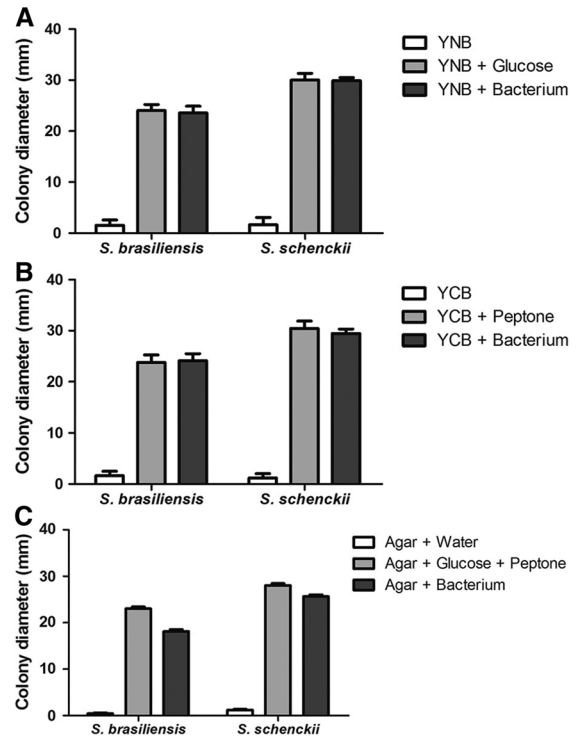 A
Colony diameter (mm)
40
30
20
10
0
S. brasiliensis
S. schenckii
YNB
YNB + Glucose
YNB + Bacterium
B
Colony diameter (mm)
40
30
20
10
0
S. brasiliensis
S. schenckii
YCB
YCB + Peptone
YCB + Bacterium
C
Colony diameter (mm)
40
30
20
10
0
S. brasiliensis
S. schenckii
Agar + Water
Agar + Glucose + Peptone
Agar + Bacterium